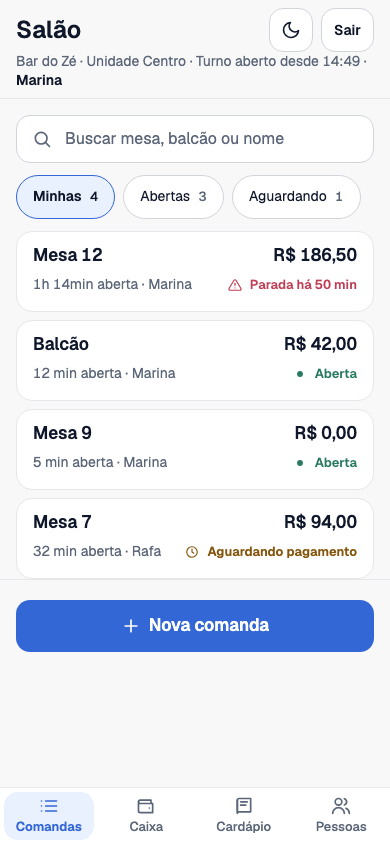 Salão
Sair
Bar do Zé · Unidade Centro · Turno aberto desde 14:49 ·
Marina
Buscar mesa, balcão ou nome
Minhas 4
Abertas 3
Aguardando 1
Mesa 12
R$ 186,50
1h 14min aberta · Marina
Parada há 50 min
Balcão
R$ 42,00
12 min aberta · Marina
Aberta
Mesa 9
R$ 0,00
5 min aberta · Marina
Aberta
Mesa 7
R$ 94,00
32 min aberta · Rafa
Aguardando pagamento
Nova comanda
Comandas
Caixa
Cardápio
Pessoas